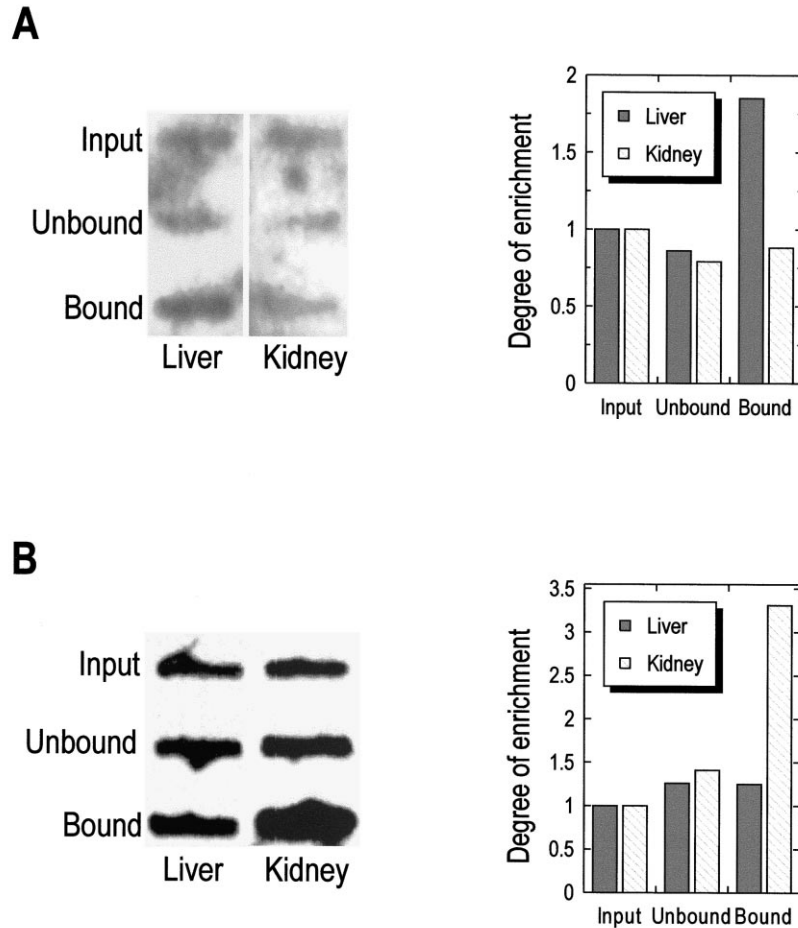 A
Input
Unbound
Bound
Liver Kidney
Degree of enrichment
2
1.5
1
0.5
0
Liver
Kidney
Input Unbound Bound
B
Input
Unbound
Bound
Liver Kidney
Degree of enrichment
3.5
3
2.5
2
1.5
1
0.5
0
Liver
Kidney
Input Unbound Bound